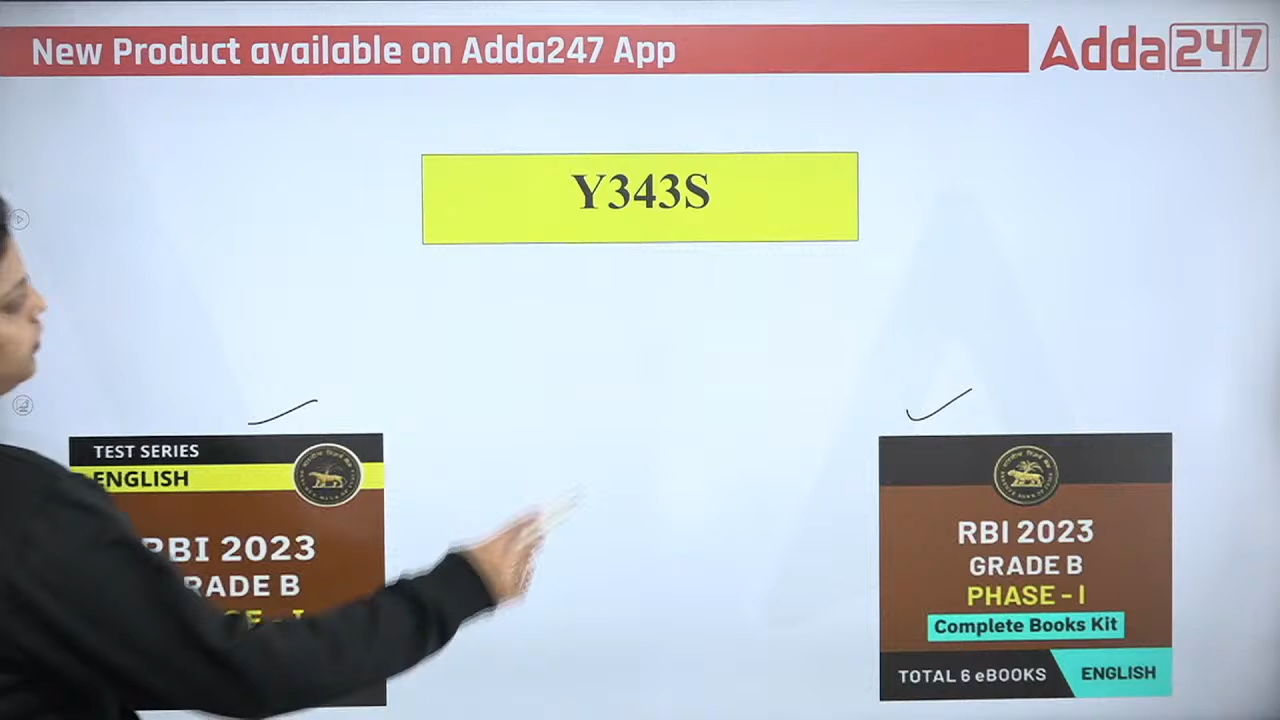 New Product available on Adda247 App
Adda247
Y343S
TEST SERIES
ENGLISH
RBI 2023
GRADE B
PHASE - I
Complete Books Kit
TOTAL 6 eBOOKS
ENGLISH
RBI 2023